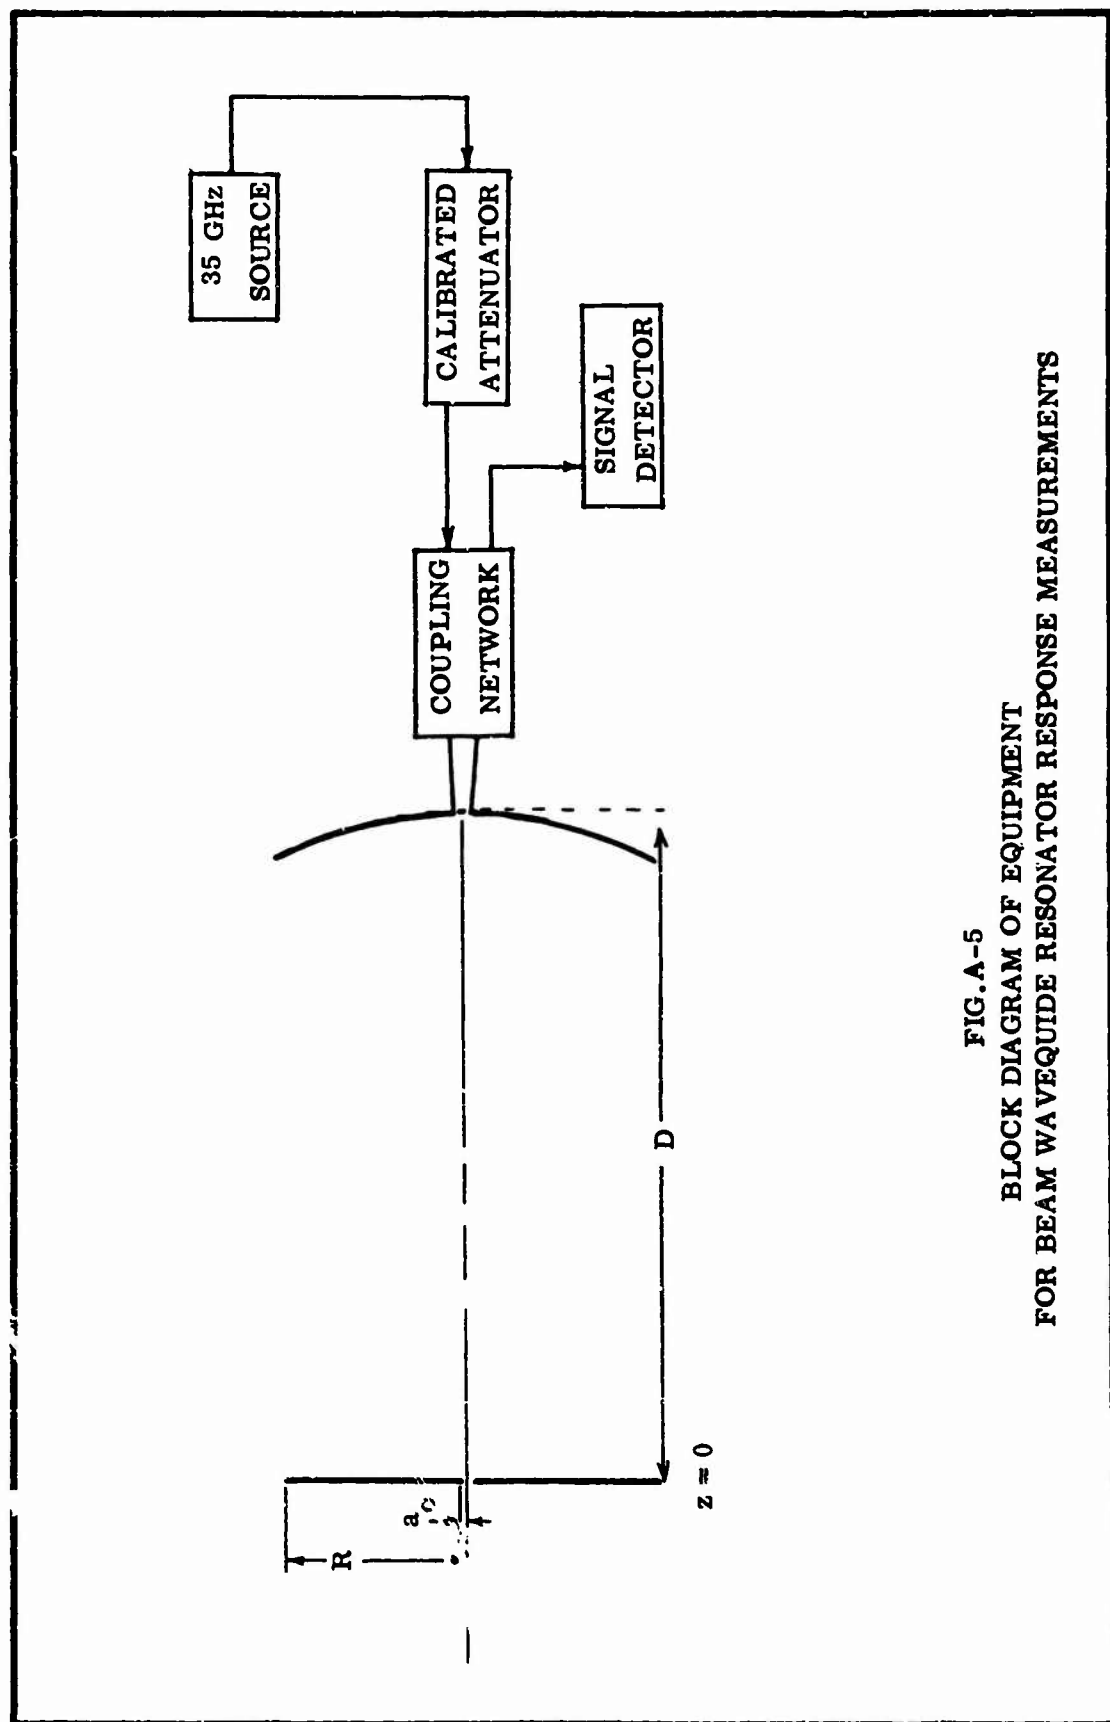 35 GHz
SOURCE
CALIBRATED
ATTENUATOR
COUPLING
NETWORK
SIGNAL
DETECTOR
R
a
D
z = 0
FIG.A-5
BLOCK DIAGRAM OF EQUIPMENT
FOR BEAM WAVEQUIDE RESONATOR RESPONSE MEASUREMENTS